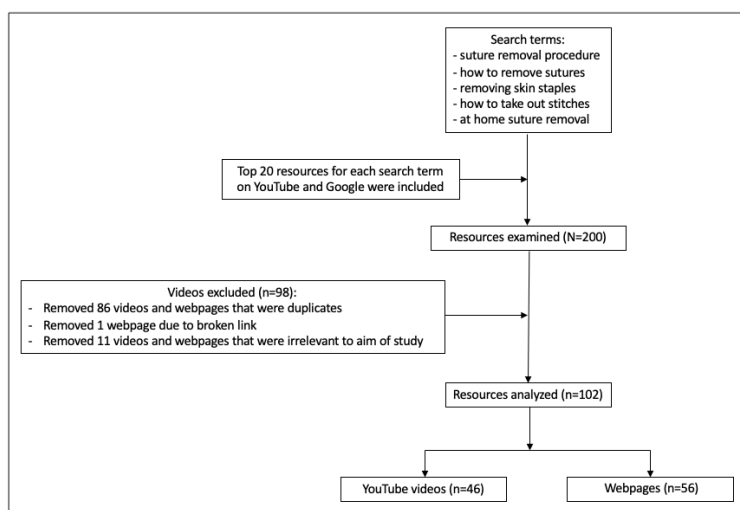 Search terms:
- suture removal procedure
- how to remove sutures
- removing skin staples
- how to take out stitches
- at home suture removal
Top 20 resources for each search term
on YouTube and Google were included
Resources examined (N=200)
Videos excluded (n=98):
- Removed 86 videos and webpages that were duplicates
- Removed 1 webpage due to broken link
- Removed 11 videos and webpages that were irrelevant to aim of study
Resources analyzed (n=102)
YouTube videos (n=46)
Webpages (n=56)